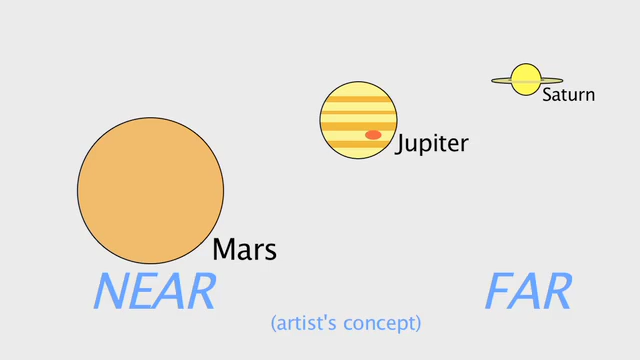 Saturn
Jupiter
Mars
NEAR
FAR
(artist's concept)